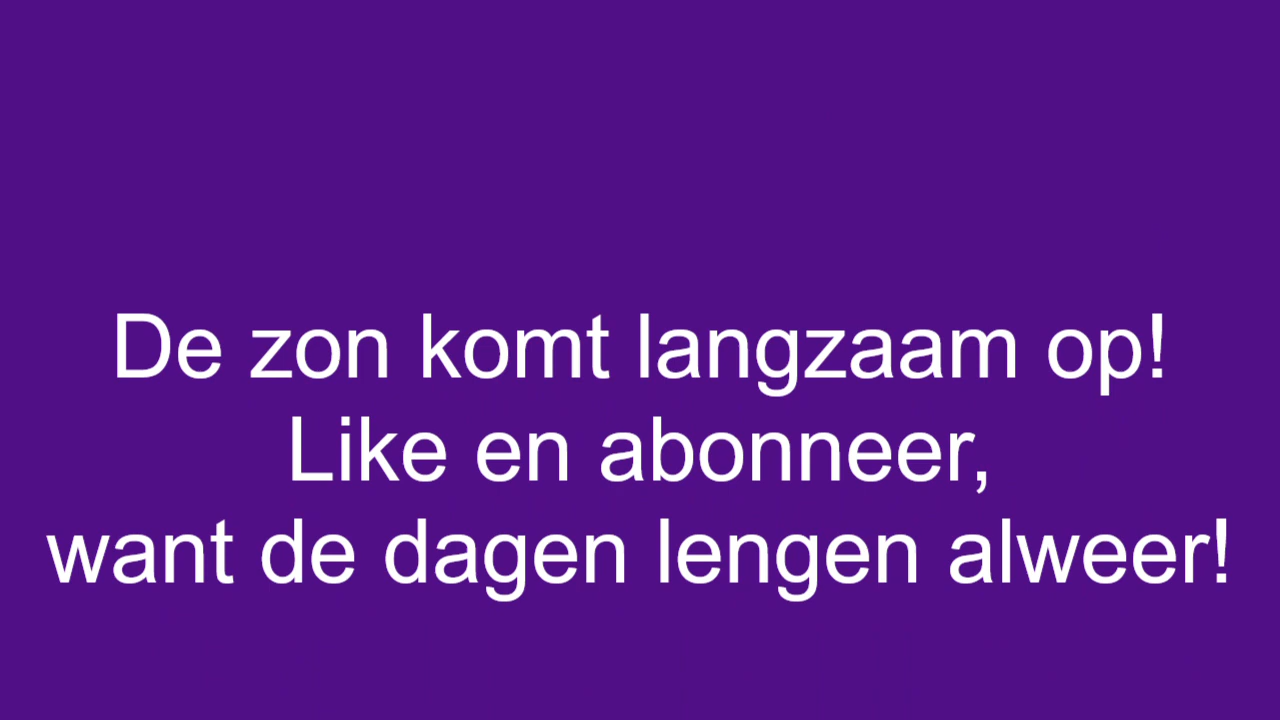 De zon komt langzaam op!
Like en abonneer,
want de dagen lengen alweer!